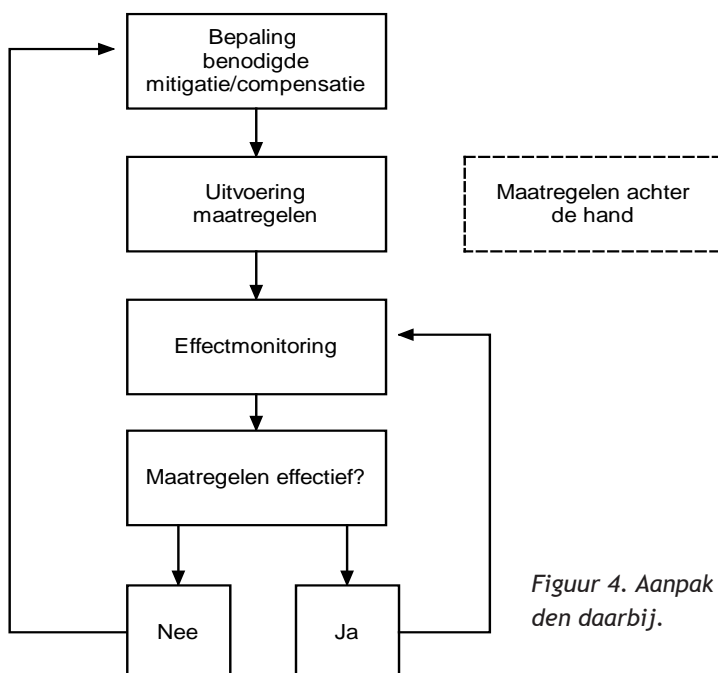 Bepaling
benodigde
mitigatie/compensatie
Uitvoering
maatregelen
Maatregelen achter
de hand
Effectmonitoring
Maatregelen effectief?
Nee
Ja
Figuur 4. Aanpak
den daarbij.